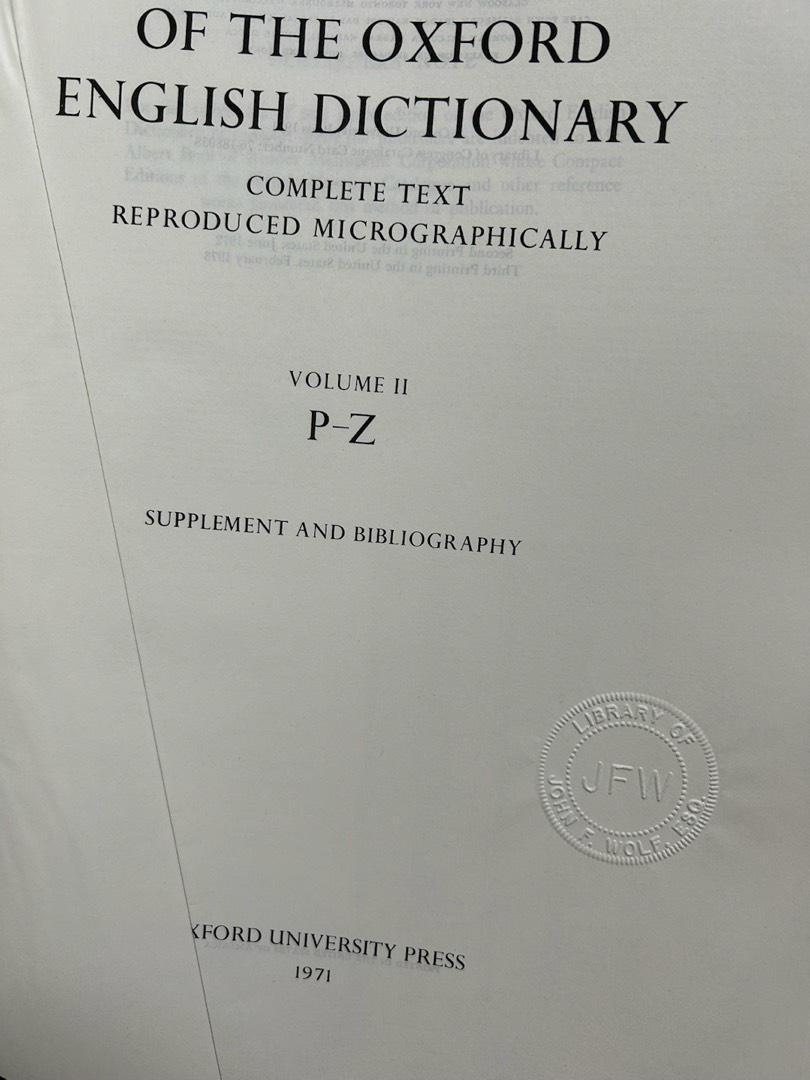 OF THE OXFORD
ENGLISH DICTIONARY
COMPLETE TEXT
REPRODUCED MICROGRAPHICALLY
VOLUME II
P–Z
SUPPLEMENT AND BIBLIOGRAPHY
LIBRARY OF
JFW
JOHN F. WOLF, ESQ.
XFORD UNIVERSITY PRESS
1971